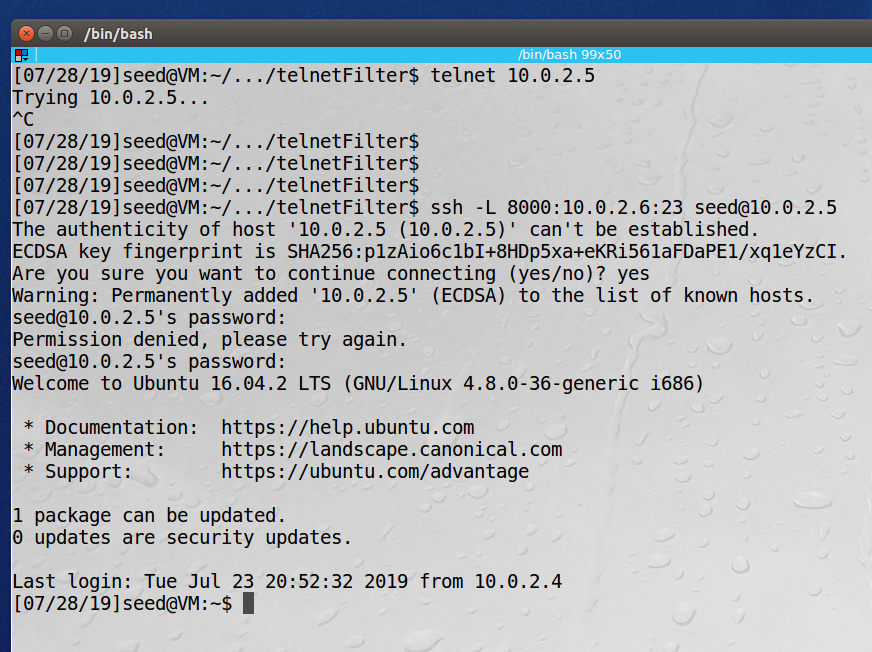 /bin/bash
/bin/bash 99x50
[07/28/19]seed@VM:~/.../telnetFilter$ telnet 10.0.2.5
Trying 10.0.2.5...
^C
[07/28/19]seed@VM:~/.../telnetFilter$
[07/28/19]seed@VM:~/.../telnetFilter$
[07/28/19]seed@VM:~/.../telnetFilter$
[07/28/19]seed@VM:~/.../telnetFilter$ ssh -L 8000:10.0.2.6:23 seed@10.0.2.5
The authenticity of host '10.0.2.5 (10.0.2.5)' can't be established.
ECDSA key fingerprint is SHA256:p1zAio6c1bI+8HDp5xa+eKRi561aFDaPE1/xq1eYzCI.
Are you sure you want to continue connecting (yes/no)? yes
Warning: Permanently added '10.0.2.5' (ECDSA) to the list of known hosts.
seed@10.0.2.5's password:
Permission denied, please try again.
seed@10.0.2.5's password:
Welcome to Ubuntu 16.04.2 LTS (GNU/Linux 4.8.0-36-generic i686)

 * Documentation:  https://help.ubuntu.com
 * Management:     https://landscape.canonical.com
 * Support:        https://ubuntu.com/advantage

1 package can be updated.
0 updates are security updates.

Last login: Tue Jul 23 20:52:32 2019 from 10.0.2.4
[07/28/19]seed@VM:~$